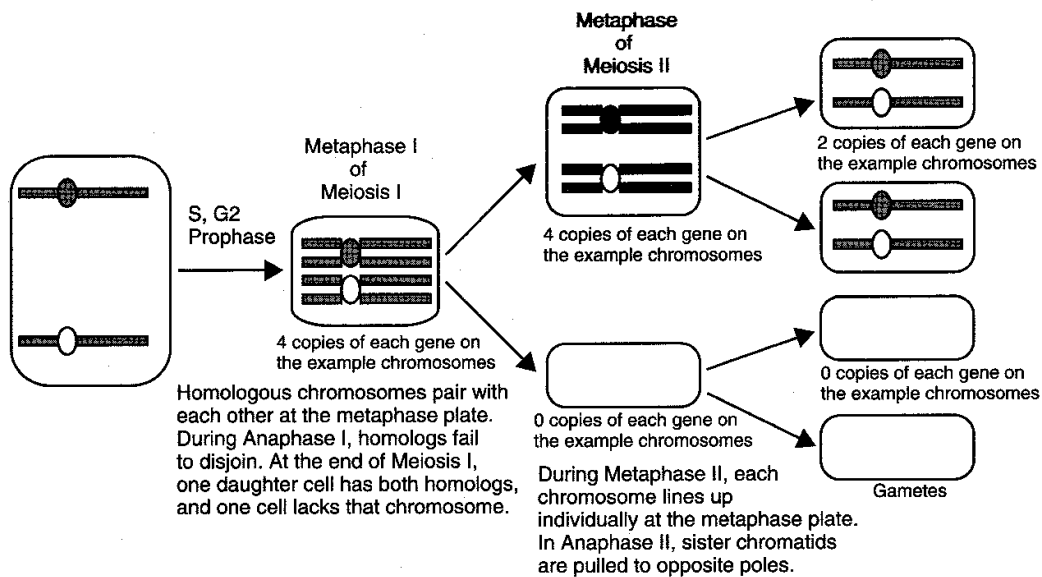 Metaphase
of
Meiosis II
Metaphase I
of
Meiosis I
S, G2
Prophase
4 copies of each gene on
the example chromosomes
2 copies of each gene on
the example chromosomes
4 copies of each gene on
the example chromosomes
0 copies of each gene on
the example chromosomes
0 copies of each gene on
the example chromosomes
Gametes
Homologous chromosomes pair with
each other at the metaphase plate.
During Anaphase I, homologs fail
to disjoin. At the end of Meiosis I,
one daughter cell has both homologs,
and one cell lacks that chromosome.
During Metaphase II, each
chromosome lines up
individually at the metaphase plate.
In Anaphase II, sister chromatids
are pulled to opposite poles.